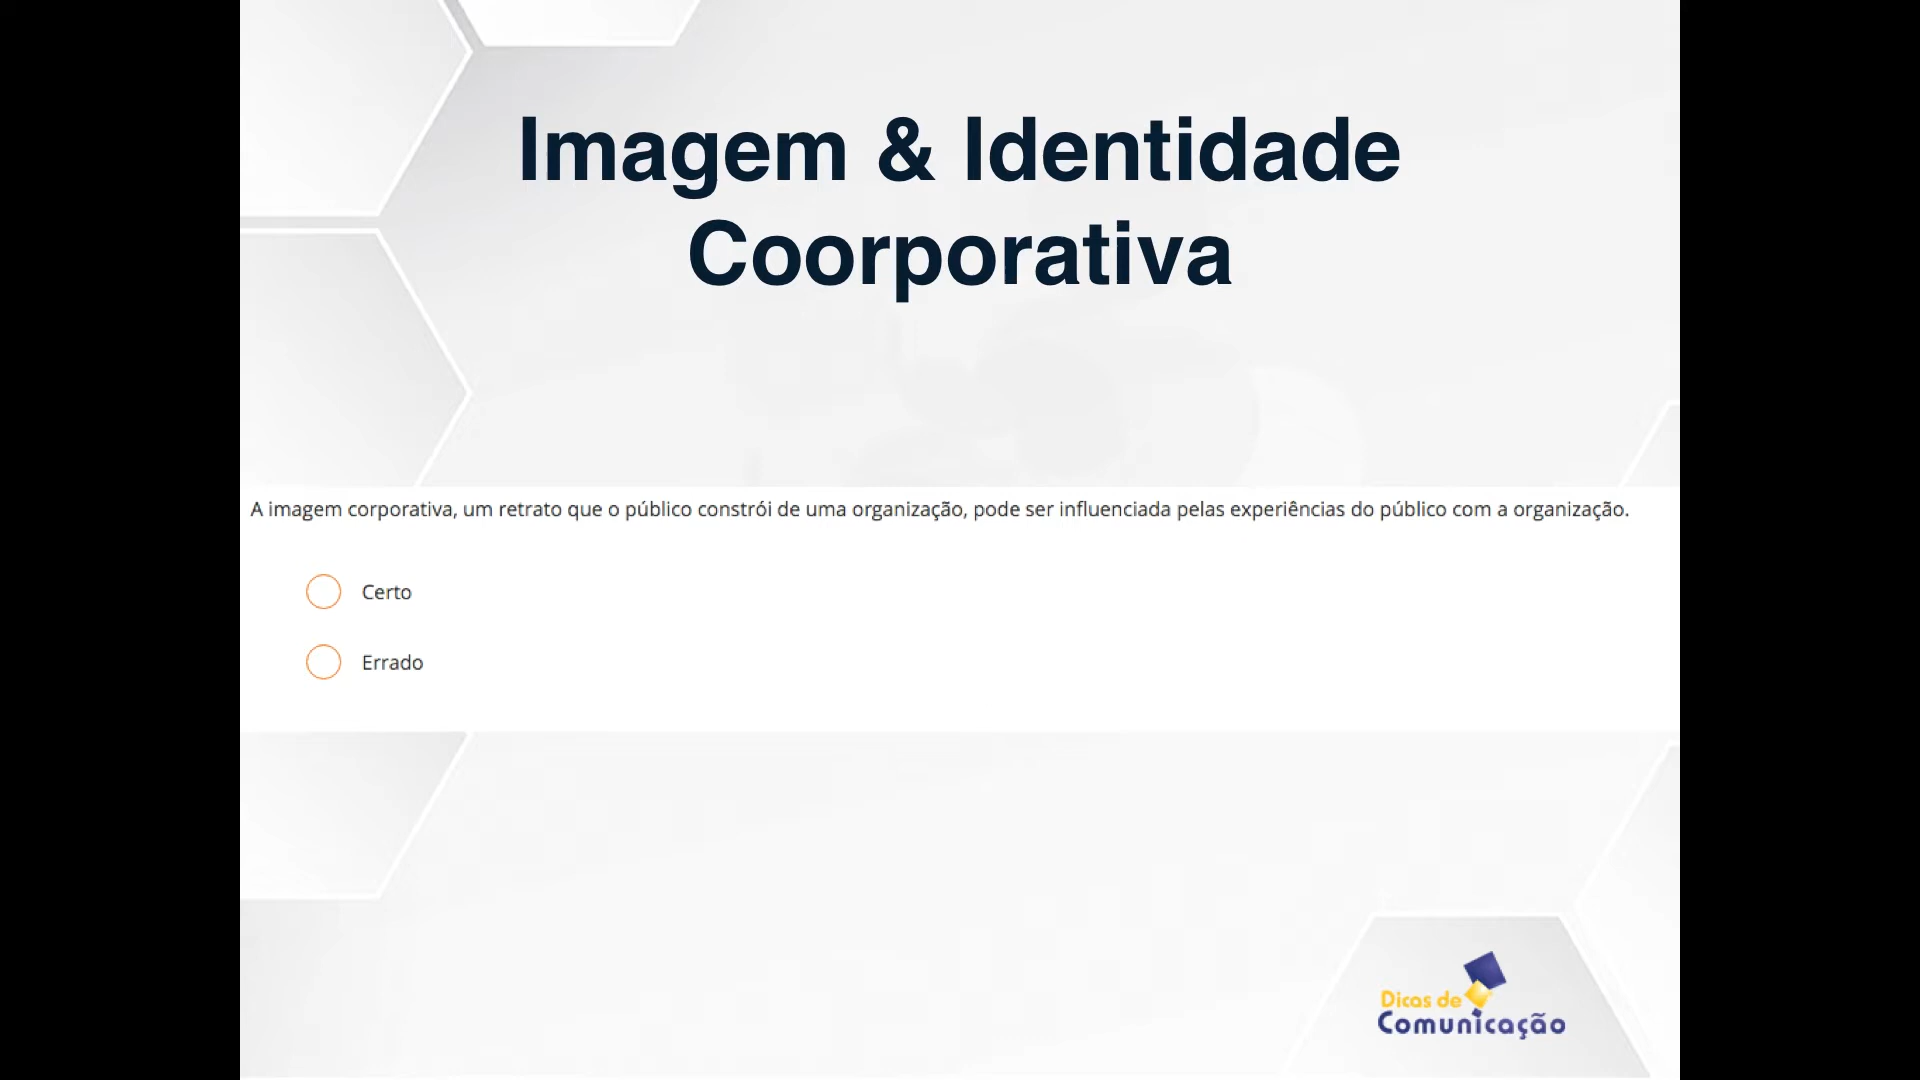 Imagem & Identidade
Coorporativa
A imagem corporativa, um retrato que o público constrói de uma organização, pode ser influenciada pelas experiências do público com a organização.
Certo
Errado
Dicas de
Comunicação